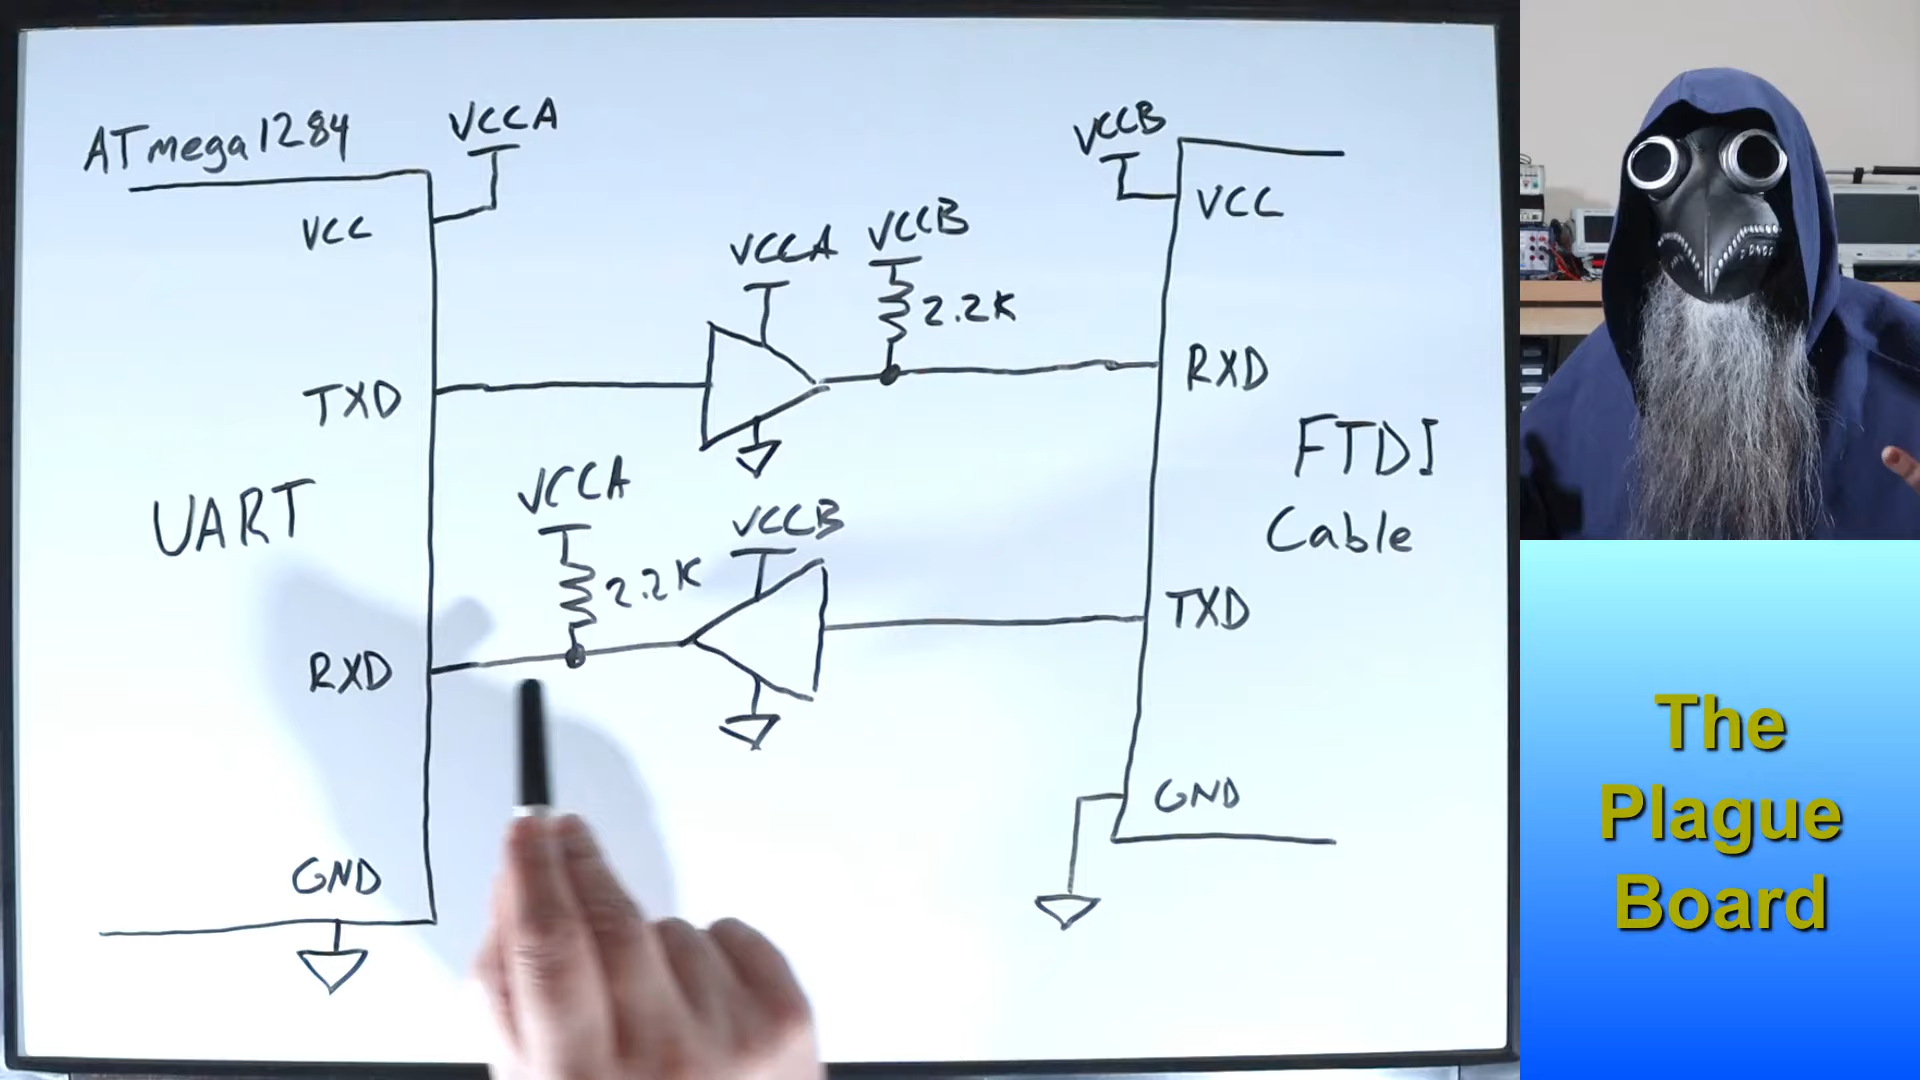 ATmega1284
VCCA
VCC
TXD
UART
RXD
GND
VCCA
VCCB
2.2K
VCCA
2.2K
VCCB
VCCB
VCC
RXD
FTDI
Cable
TXD
GND
The
Plague
Board